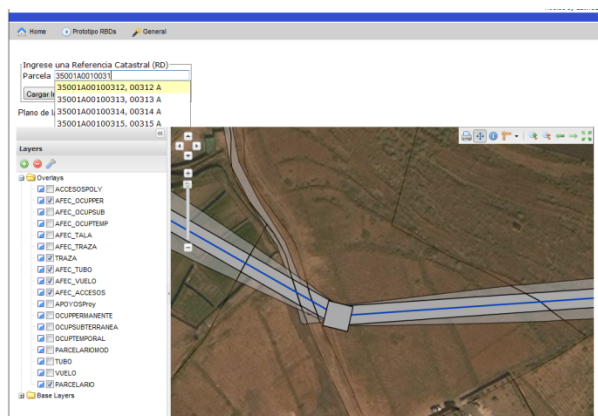 Home Prototipo RBDs General
Ingrese una Referencia Catastral (RD)
Parcela 35001A0010031
35001A00100312, 00312 A
35001A00100313, 00313 A
35001A00100314, 00314 A
35001A00100315, 00315 A
Cargar
Plano de
Layers
Overlays
ACCESOSPOLY
AFEC_OCUPPER
AFEC_OCUPSUB
AFEC_OCUPTEMP
AFEC_TALA
AFEC_TRAZA
TRAZA
AFEC_TUBO
AFEC_VUELO
AFEC_ACCESOS
APOYOSProy
OCUPPERMANENTE
OCUPSUBTERRANEA
OCUPTEMPORAL
PARCELARIOMOD
TUBO
VUELO
PARCELARIO
Base Layers